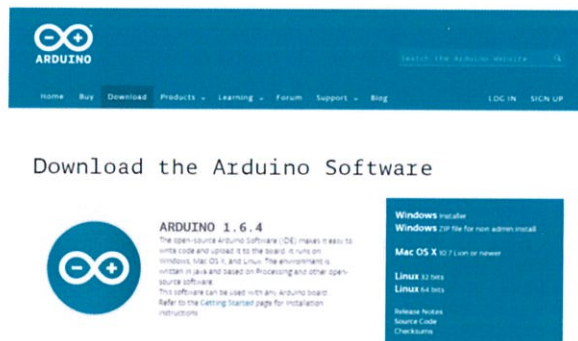 ARDUINO
Search the Arduino Website
Home Buy Download Products Learning Forum Support Blog LOG IN SIGN UP
Download the Arduino Software
ARDUINO 1.6.4
The open-source Arduino Software (IDE) makes it easy to
write code and upload it to the board. It runs on
Windows, Mac OS X, and Linux. The environment is
written in Java and based on Processing and other open-
source software.
This software can be used with any Arduino board.
Refer to the Getting Started page for Installation
instructions.
Windows Installer
Windows ZIP file for non admin install
Mac OS X 10.7 Lion or newer
Linux 32 bits
Linux 64 bits
Release Notes
Source Code
Checksums